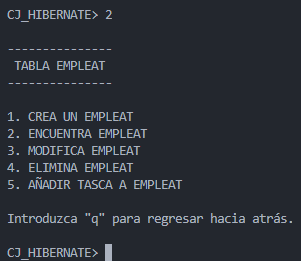 CJ_HIBERNATE> 2
---------------
TABLA EMPLEAT
---------------
1. CREA UN EMPLEAT
2. ENCUENTRA EMPLEAT
3. MODIFICA EMPLEAT
4. ELIMINA EMPLEAT
5. AÑADIR TASCA A EMPLEAT
Introduzca "q" para regresar hacia atrás.
CJ_HIBERNATE>